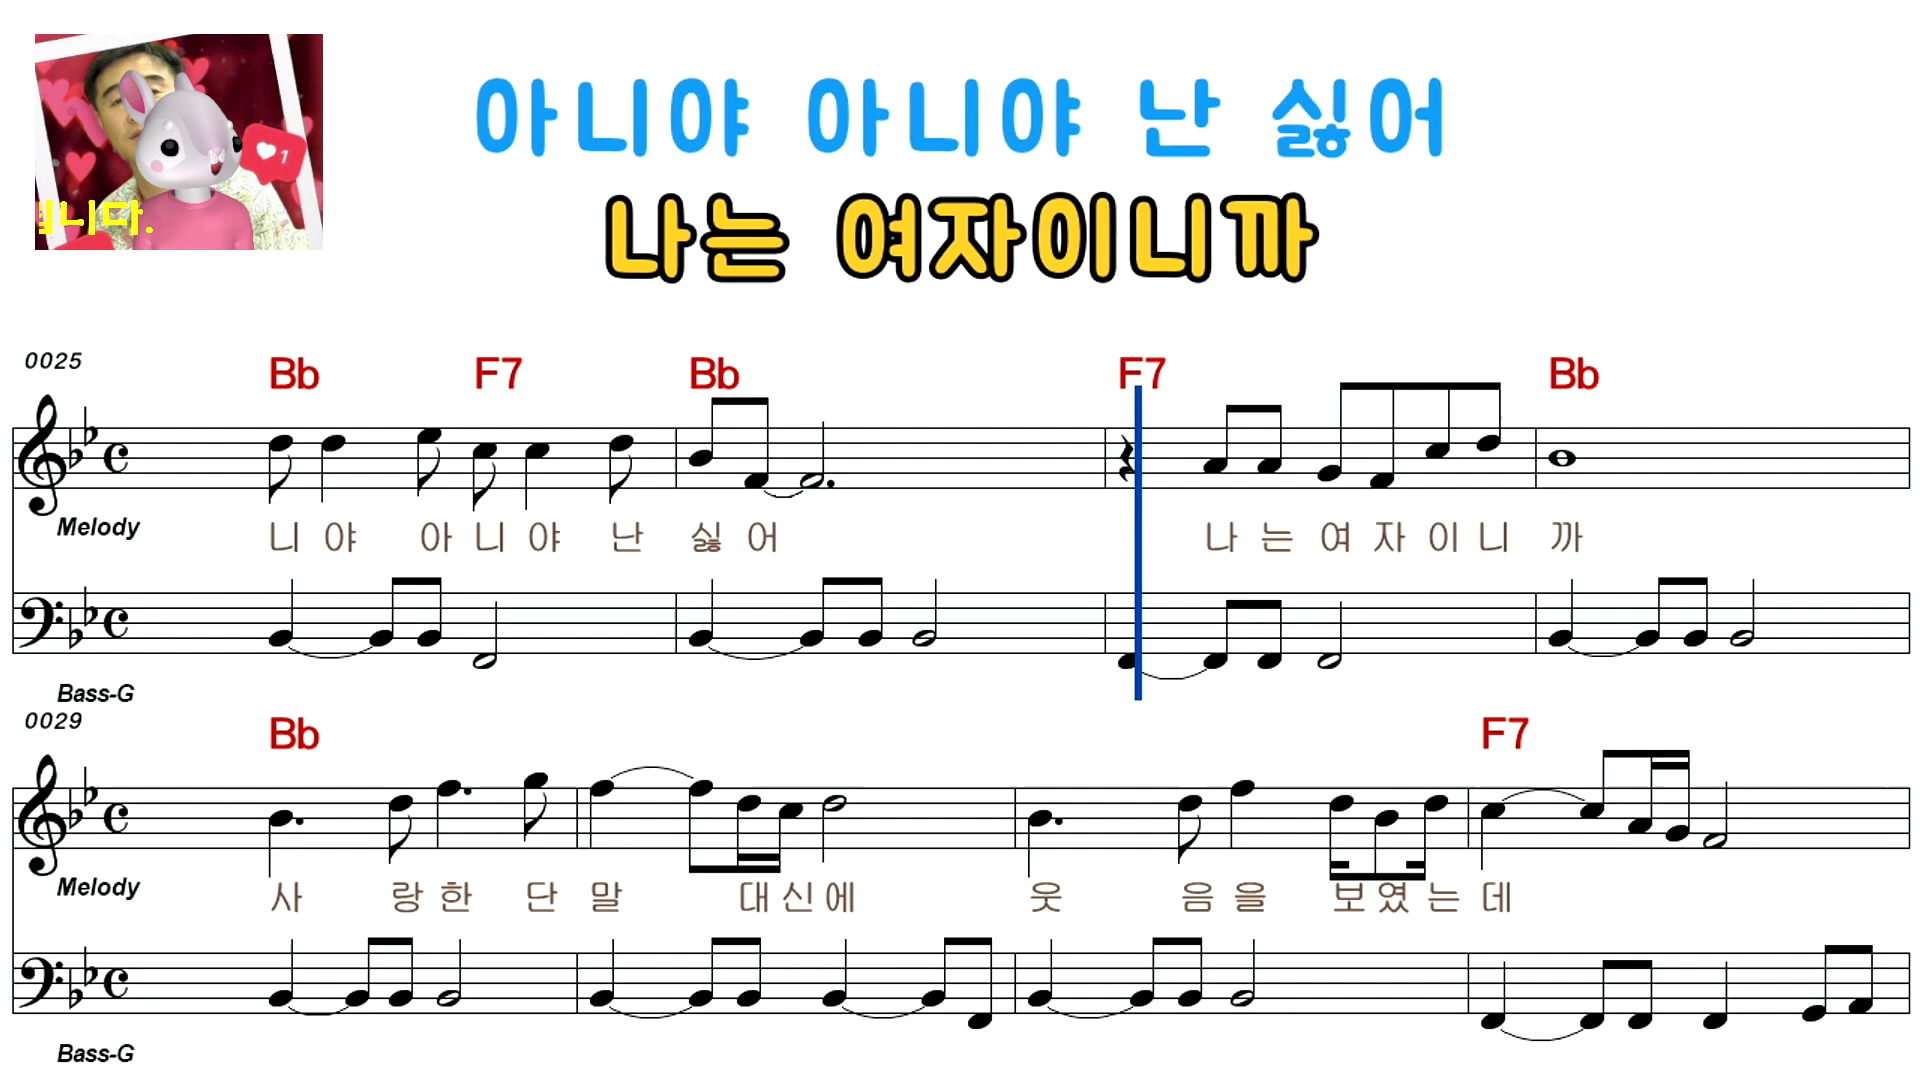 아니야 아니야 난 싫어
니다.
1
나는 여자이니까
0025
Bb F7 Bb F7 Bb
Melody
니 야 아 니 야 난 싫 어 나 는 여 자 이 니 까
Bass-G
0029
Bb F7
Melody
사 랑 한 단 말 대 신 에 웃 음 을 보 였 는 데
Bass-G